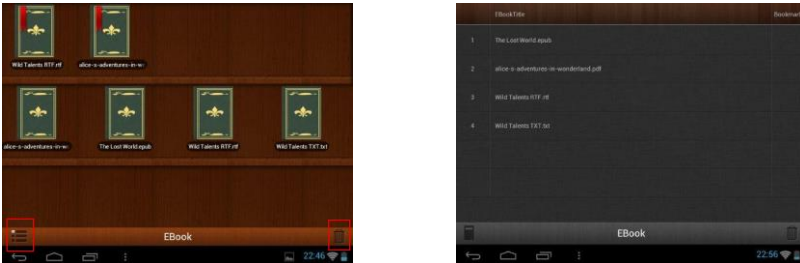 Wild Talents RTF.rtf
alice-s-adventures-in-w
alice-s-adventures-in-w
The Lost World.epub
Wild Talents RTF.rtf
Wild Talents TXT.txt
EBook
22:46
EBookTitle
Bookmark
1
The Lost World.epub
2
alice-s-adventures-in-wonderland.pdf
3
Wild Talents RTF.rtf
4
Wild Talents TXT.txt
EBook
22:56